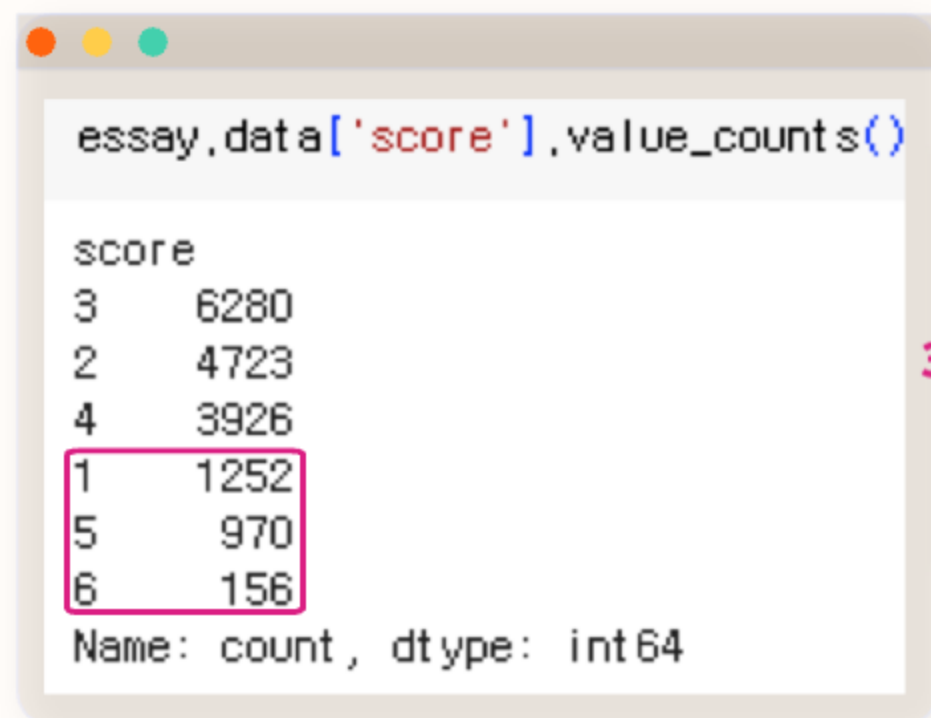 essay.data['score'].value_counts()
score
3 6280
2 4723
4 3926
1 1252
5 970
6 156
Name: count, dtype: int64